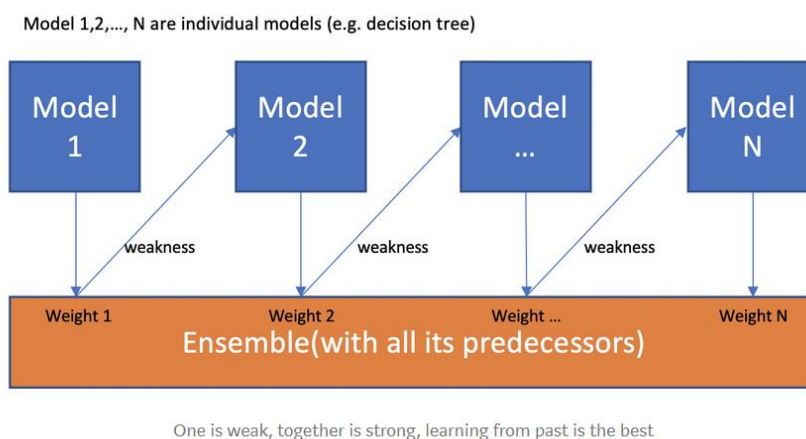 Model 1,2,..., N are individual models (e.g. decision tree)
Model
1
Model
2
Model
...
Model
N
weakness
weakness
weakness
Weight 1
Weight 2
Weight ...
Weight N
Ensemble(with all its predecessors)
One is weak, together is strong, learning from past is the best